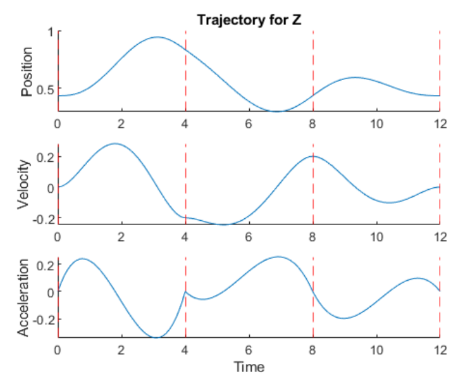 Trajectory for Z
Position
1
0.5
0 2 4 6 8 10 12
Velocity
0.2
0
-0.2
0 2 4 6 8 10 12
Acceleration
0.2
0
-0.2
0 2 4 6 8 10 12
Time